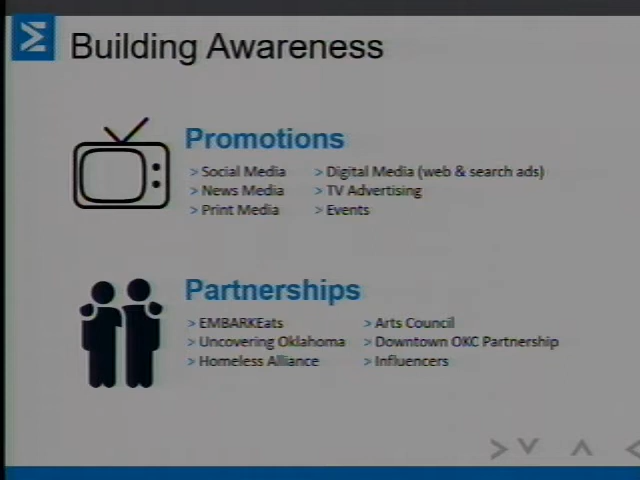 Building Awareness
Promotions
> Social Media
> Digital Media (web & search ads)
> News Media
> TV Advertising
> Print Media
> Events
Partnerships
> EMBARKEats
> Arts Council
> Uncovering Oklahoma
> Downtown OKC Partnership
> Homeless Alliance
> Influencers